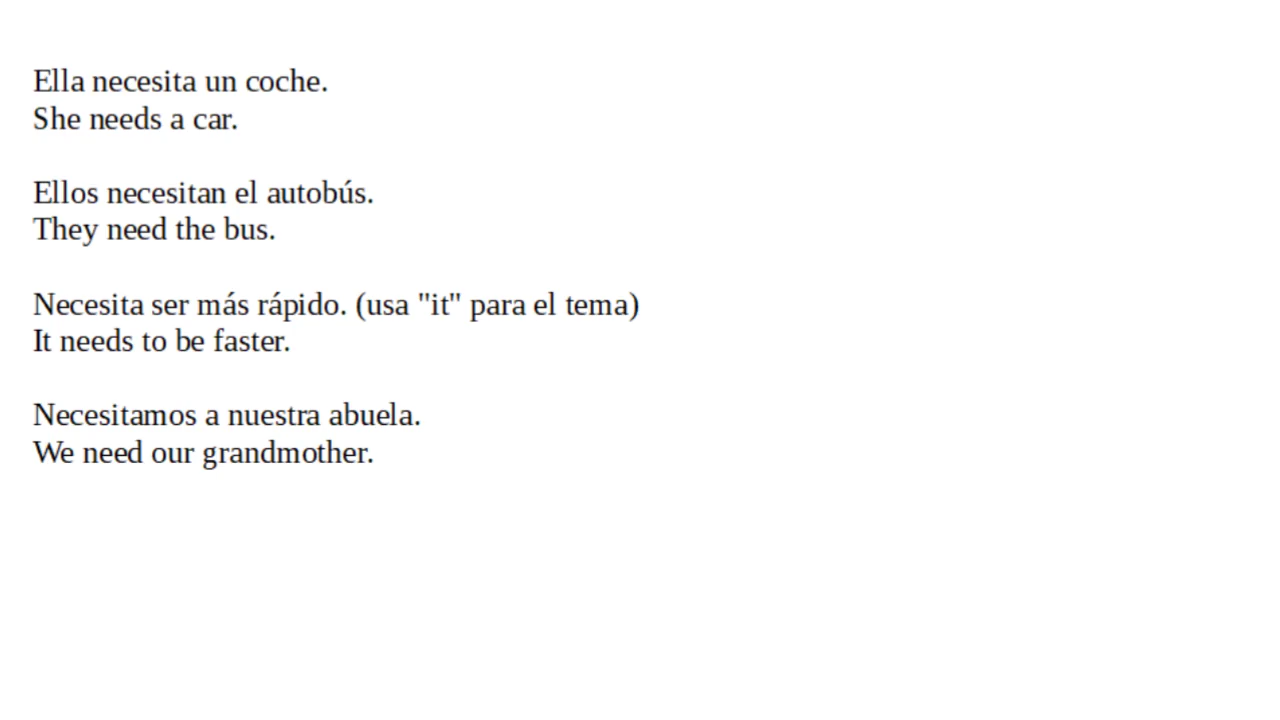 Ella necesita un coche.
She needs a car.
Ellos necesitan el autobús.
They need the bus.
Necesita ser más rápido. (usa "it" para el tema)
It needs to be faster.
Necesitamos a nuestra abuela.
We need our grandmother.